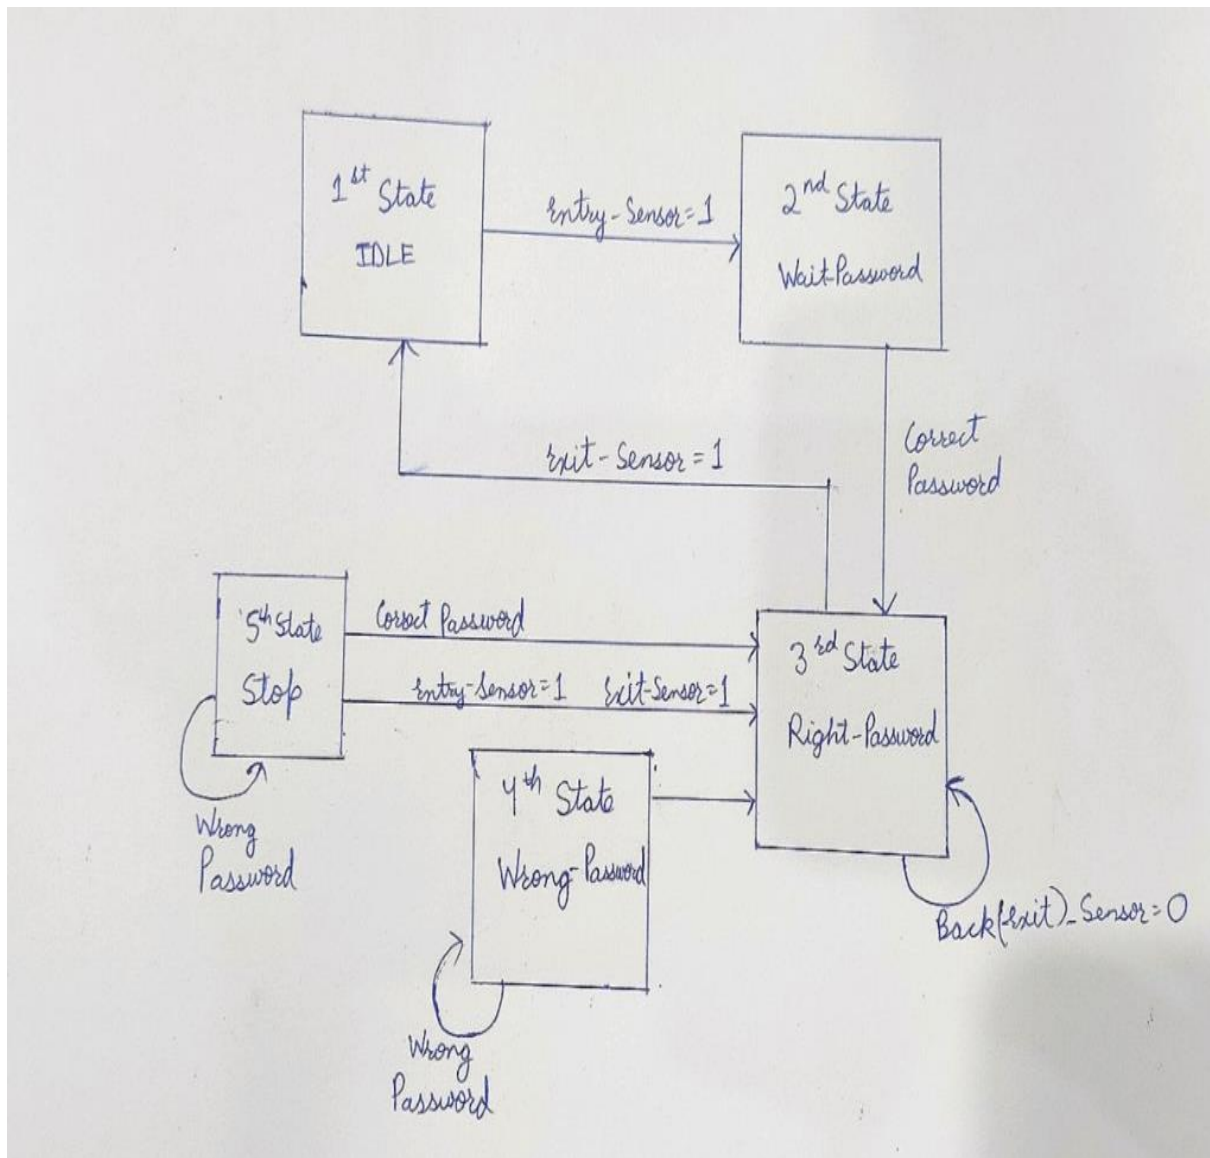 1st State
IDLE
Entry-Sensor=1
2nd State
Wait-Password
Correct
Password
Exit-Sensor=1
5th State
Stop
Correct Password
Entry-Sensor=1 Exit-Sensor=1
Wrong
Password
3rd State
Right-Password
Back(Exit)_Sensor=0
4th State
Wrong-Password
Wrong
Password